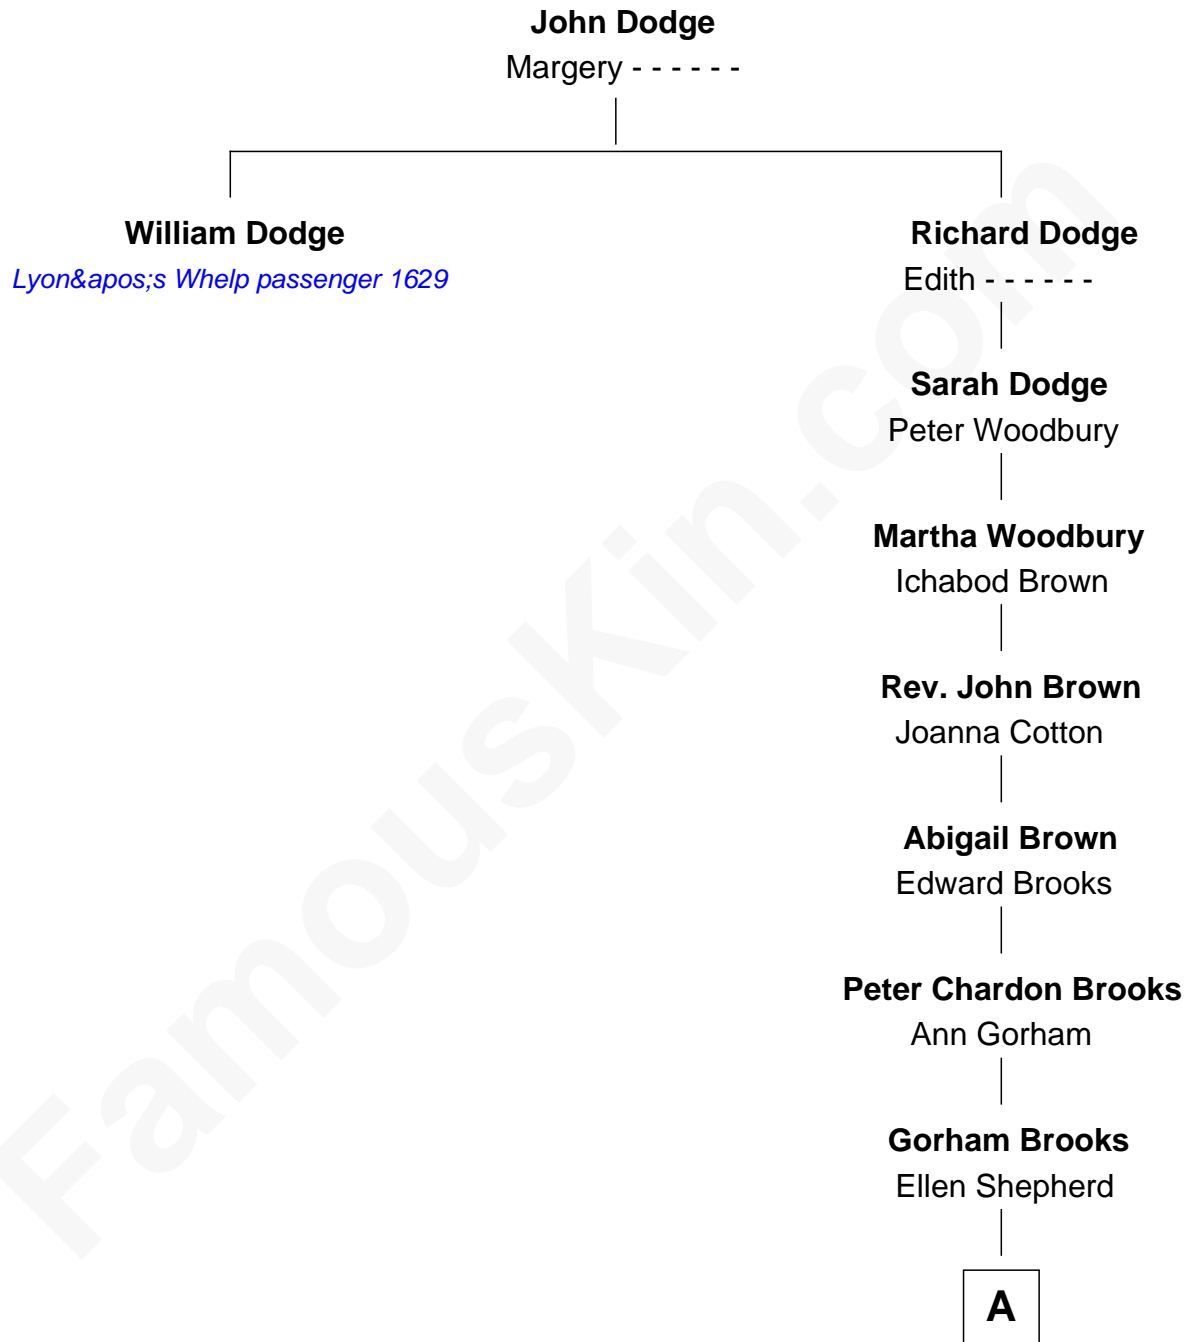 John Dodge
Margery - - - - - -
William Dodge
Lyon&apos;s Whelp passenger 1629
Richard Dodge
Edith - - - - - -
Sarah Dodge
Peter Woodbury
Martha Woodbury
Ichabod Brown
Rev. John Brown
Joanna Cotton
Abigail Brown
Edward Brooks
Peter Chardon Brooks
Ann Gorham
Gorham Brooks
Ellen Shepherd
A
FamousKin.com